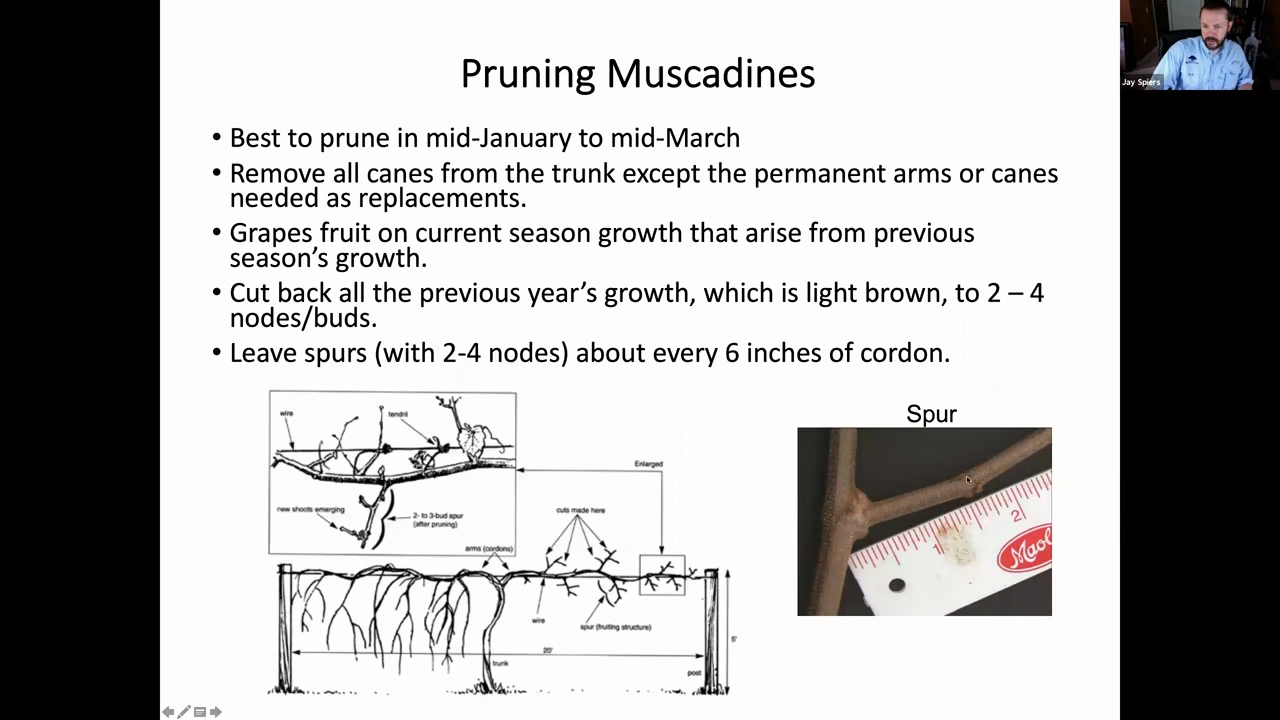 Pruning Muscadines
Jay Spiers
• Best to prune in mid-January to mid-March
• Remove all canes from the trunk except the permanent arms or canes
needed as replacements.
• Grapes fruit on current season growth that arise from previous
season's growth.
• Cut back all the previous year's growth, which is light brown, to 2 – 4
nodes/buds.
• Leave spurs (with 2-4 nodes) about every 6 inches of cordon.
wire
tendril
new shoots emerging
2- to 3-bud spur
(after pruning)
Enlarged
cuts made here
arms (cordons)
wire
spur (fruiting structure)
20'
5'
trunk
post
Spur
1
2